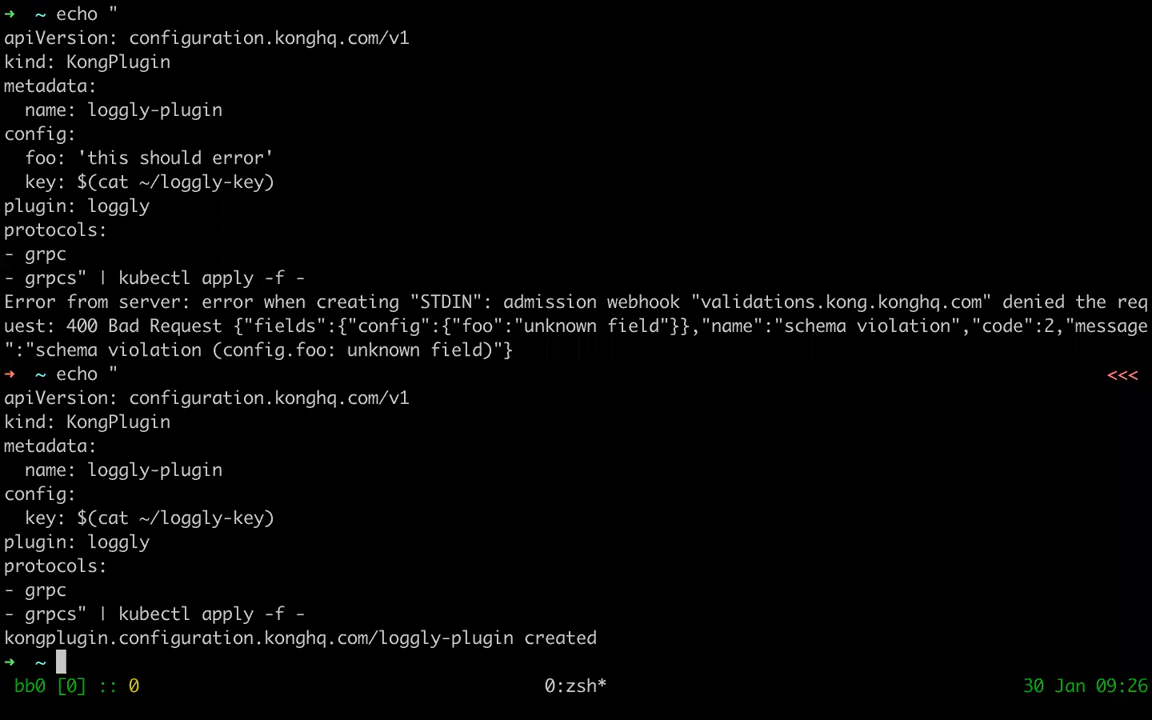 ➜  ~ echo "
apiVersion: configuration.konghq.com/v1
kind: KongPlugin
metadata:
  name: loggly-plugin
config:
  foo: 'this should error'
  key: $(cat ~/loggly-key)
plugin: loggly
protocols:
- grpc
- grpcs" | kubectl apply -f -
Error from server: error when creating "STDIN": admission webhook "validations.kong.konghq.com" denied the req
uest: 400 Bad Request {"fields":{"config":{"foo":"unknown field"}},"name":"schema violation","code":2,"message
":"schema violation (config.foo: unknown field)"}
➜  ~ echo " <<<
apiVersion: configuration.konghq.com/v1
kind: KongPlugin
metadata:
  name: loggly-plugin
config:
  key: $(cat ~/loggly-key)
plugin: loggly
protocols:
- grpc
- grpcs" | kubectl apply -f -
kongplugin.configuration.konghq.com/loggly-plugin created
➜  ~
bb0 [0] :: 0 0:zsh* 30 Jan 09:26